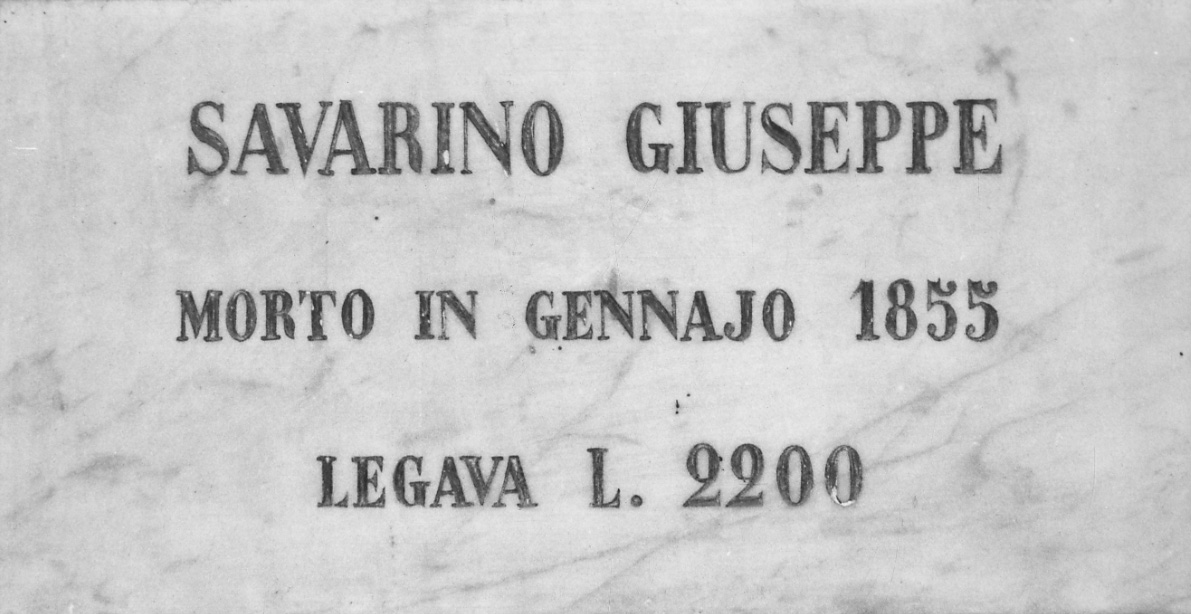 SAVARINO GIUSEPPE
MORTO IN GENNAJO 1855
LEGAVA L. 2200